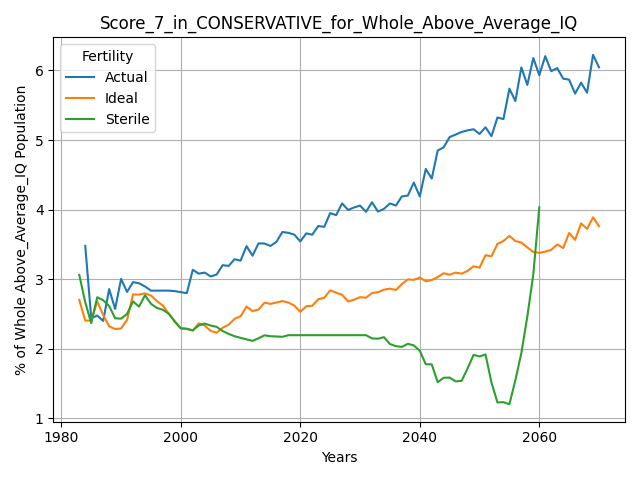 Score_7_in_CONSERVATIVE_for_Whole_Above_Average_IQ
% of Whole Above_Average_IQ Population
6
5
4
3
2
1
Fertility
Actual
Ideal
Sterile
1980
2000
2020
2040
2060
Years